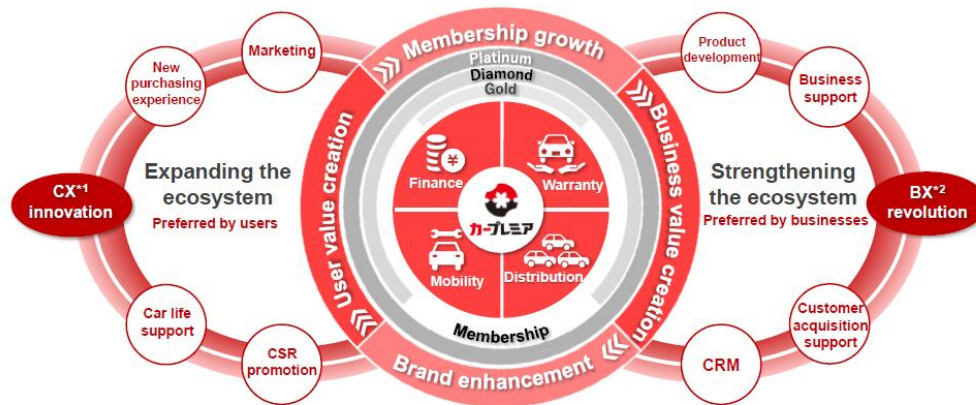 Marketing
New
purchasing
experience
CX*1
innovation
Expanding the
ecosystem
Preferred by users
Car life
support
CSR
promotion
Membership growth
User value creation
Business value creation
Brand enhancement
Platinum
Diamond
Gold
Finance
Warranty
カープレミア
Mobility
Distribution
Membership
Product
development
Business
support
Strengthening
the ecosystem
Preferred by businesses
BX*2
revolution
Customer
acquisition
support
CRM